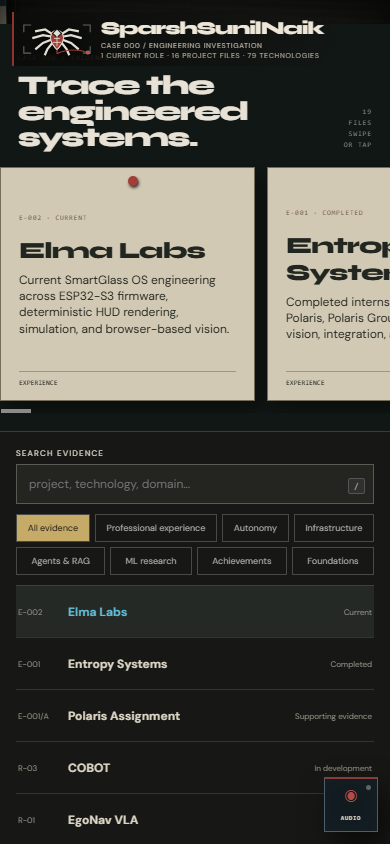 SparshSunilNaik
CASE 000 / ENGINEERING INVESTIGATION
1 CURRENT ROLE · 16 PROJECT FILES · 79 TECHNOLOGIES
Trace the
engineered
systems.
19
FILES
SWIPE
OR TAP
E-002 · CURRENT
Elma Labs
Current SmartGlass OS engineering
across ESP32-S3 firmware,
deterministic HUD rendering,
simulation, and browser-based vision.
EXPERIENCE
E-001 · COMPLETED
Entrop
System
Completed interns
Polaris, Polaris Grou
vision, integration,
EXPERIENCE
SEARCH EVIDENCE
project, technology, domain...
/
All evidence
Professional experience
Autonomy
Infrastructure
Agents & RAG
ML research
Achievements
Foundations
E-002
Elma Labs
Current
E-001
Entropy Systems
Completed
E-001/A
Polaris Assignment
Supporting evidence
R-03
COBOT
In development
R-01
EgoNav VLA
AUDIO